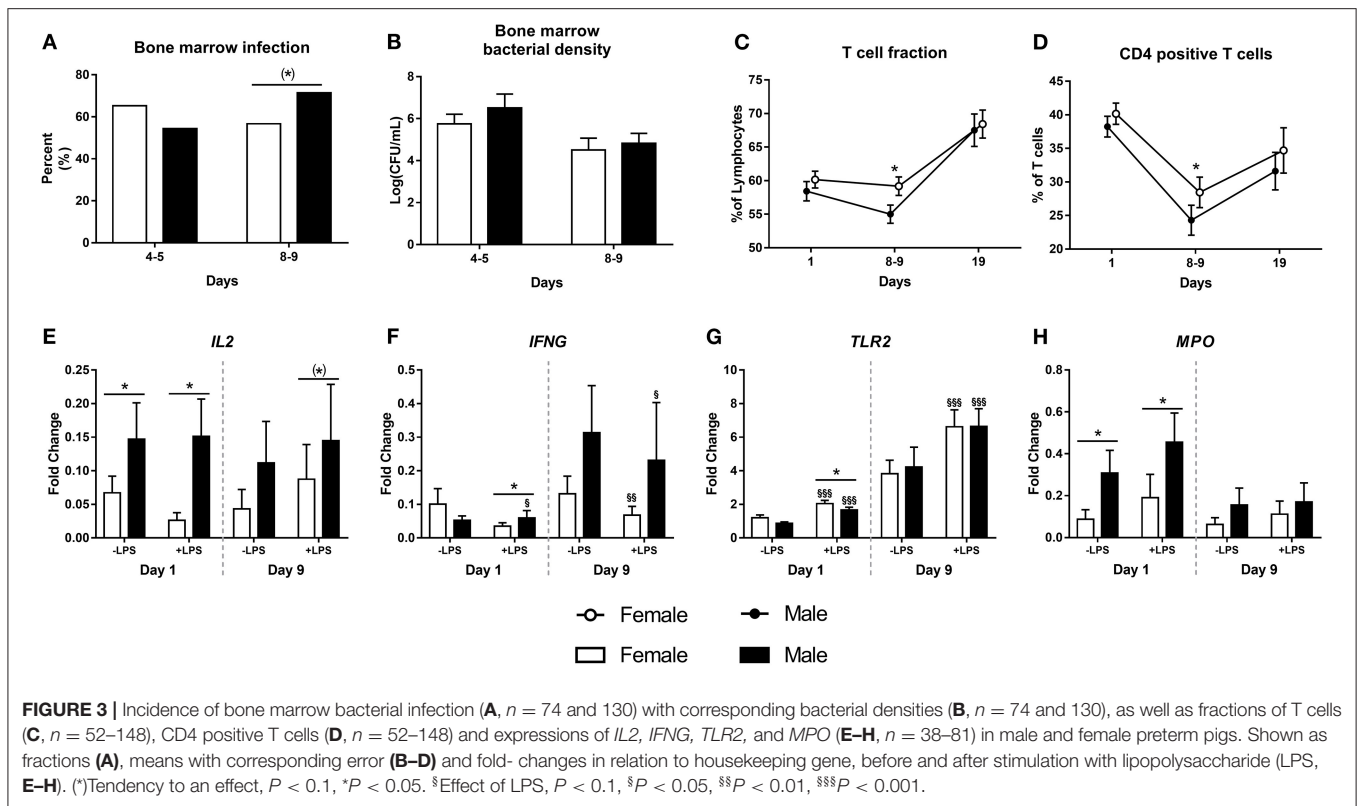 A
Bone marrow infection
Percent
(%)
80
60
40
20
0
(*)
4-5
8-9
Days
B
Bone marrow
bacterial density
Log(CFU/mL)
8
6
4
2
0
4-5
8-9
Days
C
T cell fraction
%of Lymphocytes
75
70
65
60
55
50
*
1
8-9
19
Days
D
CD4 positive T cells
% of T cells
45
40
35
30
25
20
*
1
8-9
19
Days
E
IL2
Fold Change
0.25
0.20
0.15
0.10
0.05
0.00
*
*
(*)
-LPS
+LPS
-LPS
+LPS
Day 1
Day 9
F
IFNG
Fold Change
0.5
0.4
0.3
0.2
0.1
0.0
*
§
§§
§
-LPS
+LPS
-LPS
+LPS
Day 1
Day 9
G
TLR2
Fold Change
10
8
6
4
2
0
*
§§§
§§§
§§§
§§§
-LPS
+LPS
-LPS
+LPS
Day 1
Day 9
H
MPO
Fold Change
0.8
0.6
0.4
0.2
0.0
*
*
-LPS
+LPS
-LPS
+LPS
Day 1
Day 9
Female
Male
Female
Male
FIGURE 3 | Incidence of bone marrow bacterial infection (A, n = 74 and 130) with corresponding bacterial densities (B, n = 74 and 130), as well as fractions of T cells
(C, n = 52–148), CD4 positive T cells (D, n = 52–148) and expressions of IL2, IFNG, TLR2, and MPO (E–H, n = 38–81) in male and female preterm pigs. Shown as
fractions (A), means with corresponding error (B–D) and fold- changes in relation to housekeeping gene, before and after stimulation with lipopolysaccharide (LPS,
E–H). (*)Tendency to an effect, P < 0.1, *P < 0.05. §Effect of LPS, P < 0.1, §P < 0.05, §§P < 0.01, §§§P < 0.001.